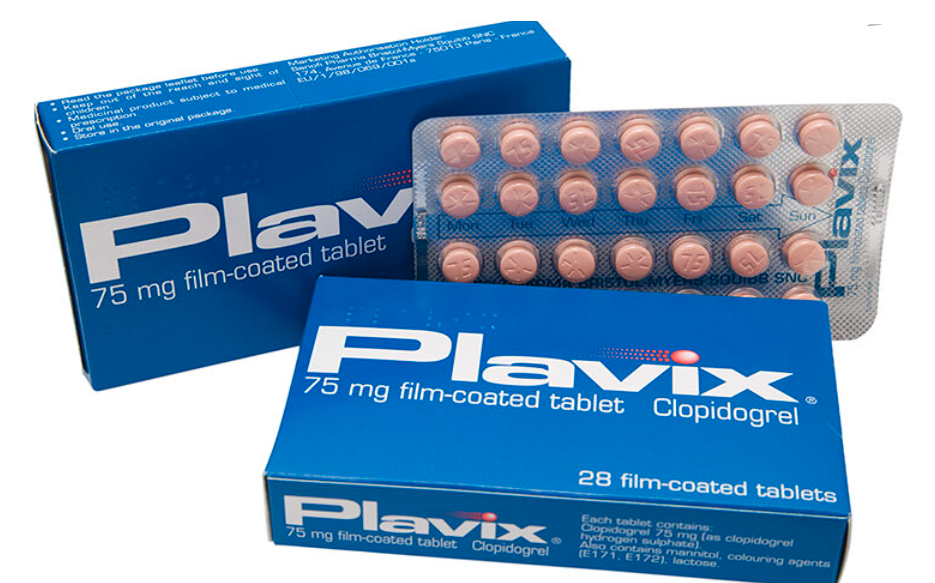 • Read the package leaflet before use.
• Keep out of the reach and sight of
children.
• Medicinal product subject to medical
prescription
• Oral use.
• Store in the original package.
Marketing Authorisation Holder
Sanofi Pharma Bristol-Myers Squibb SNC
174, Avenue de France - 75013 Paris - France
EU/1/98/069/001a
Plav
75 mg film-coated tablet
75
75
Mon Tue Wed Thu Fri Sat Sun
75
BRISTOL-MYERS SQUIBB SNC
Plavix
Plavix®
75 mg film-coated tablet Clopidogrel
28 film-coated tablets
Plavix®
75 mg film-coated tablet Clopidogrel
Each tablet contains:
Clopidogrel 75 mg (as clopidogrel
hydrogen sulphate)
Also contains mannitol, colouring agents
(E171, E172), lactose.